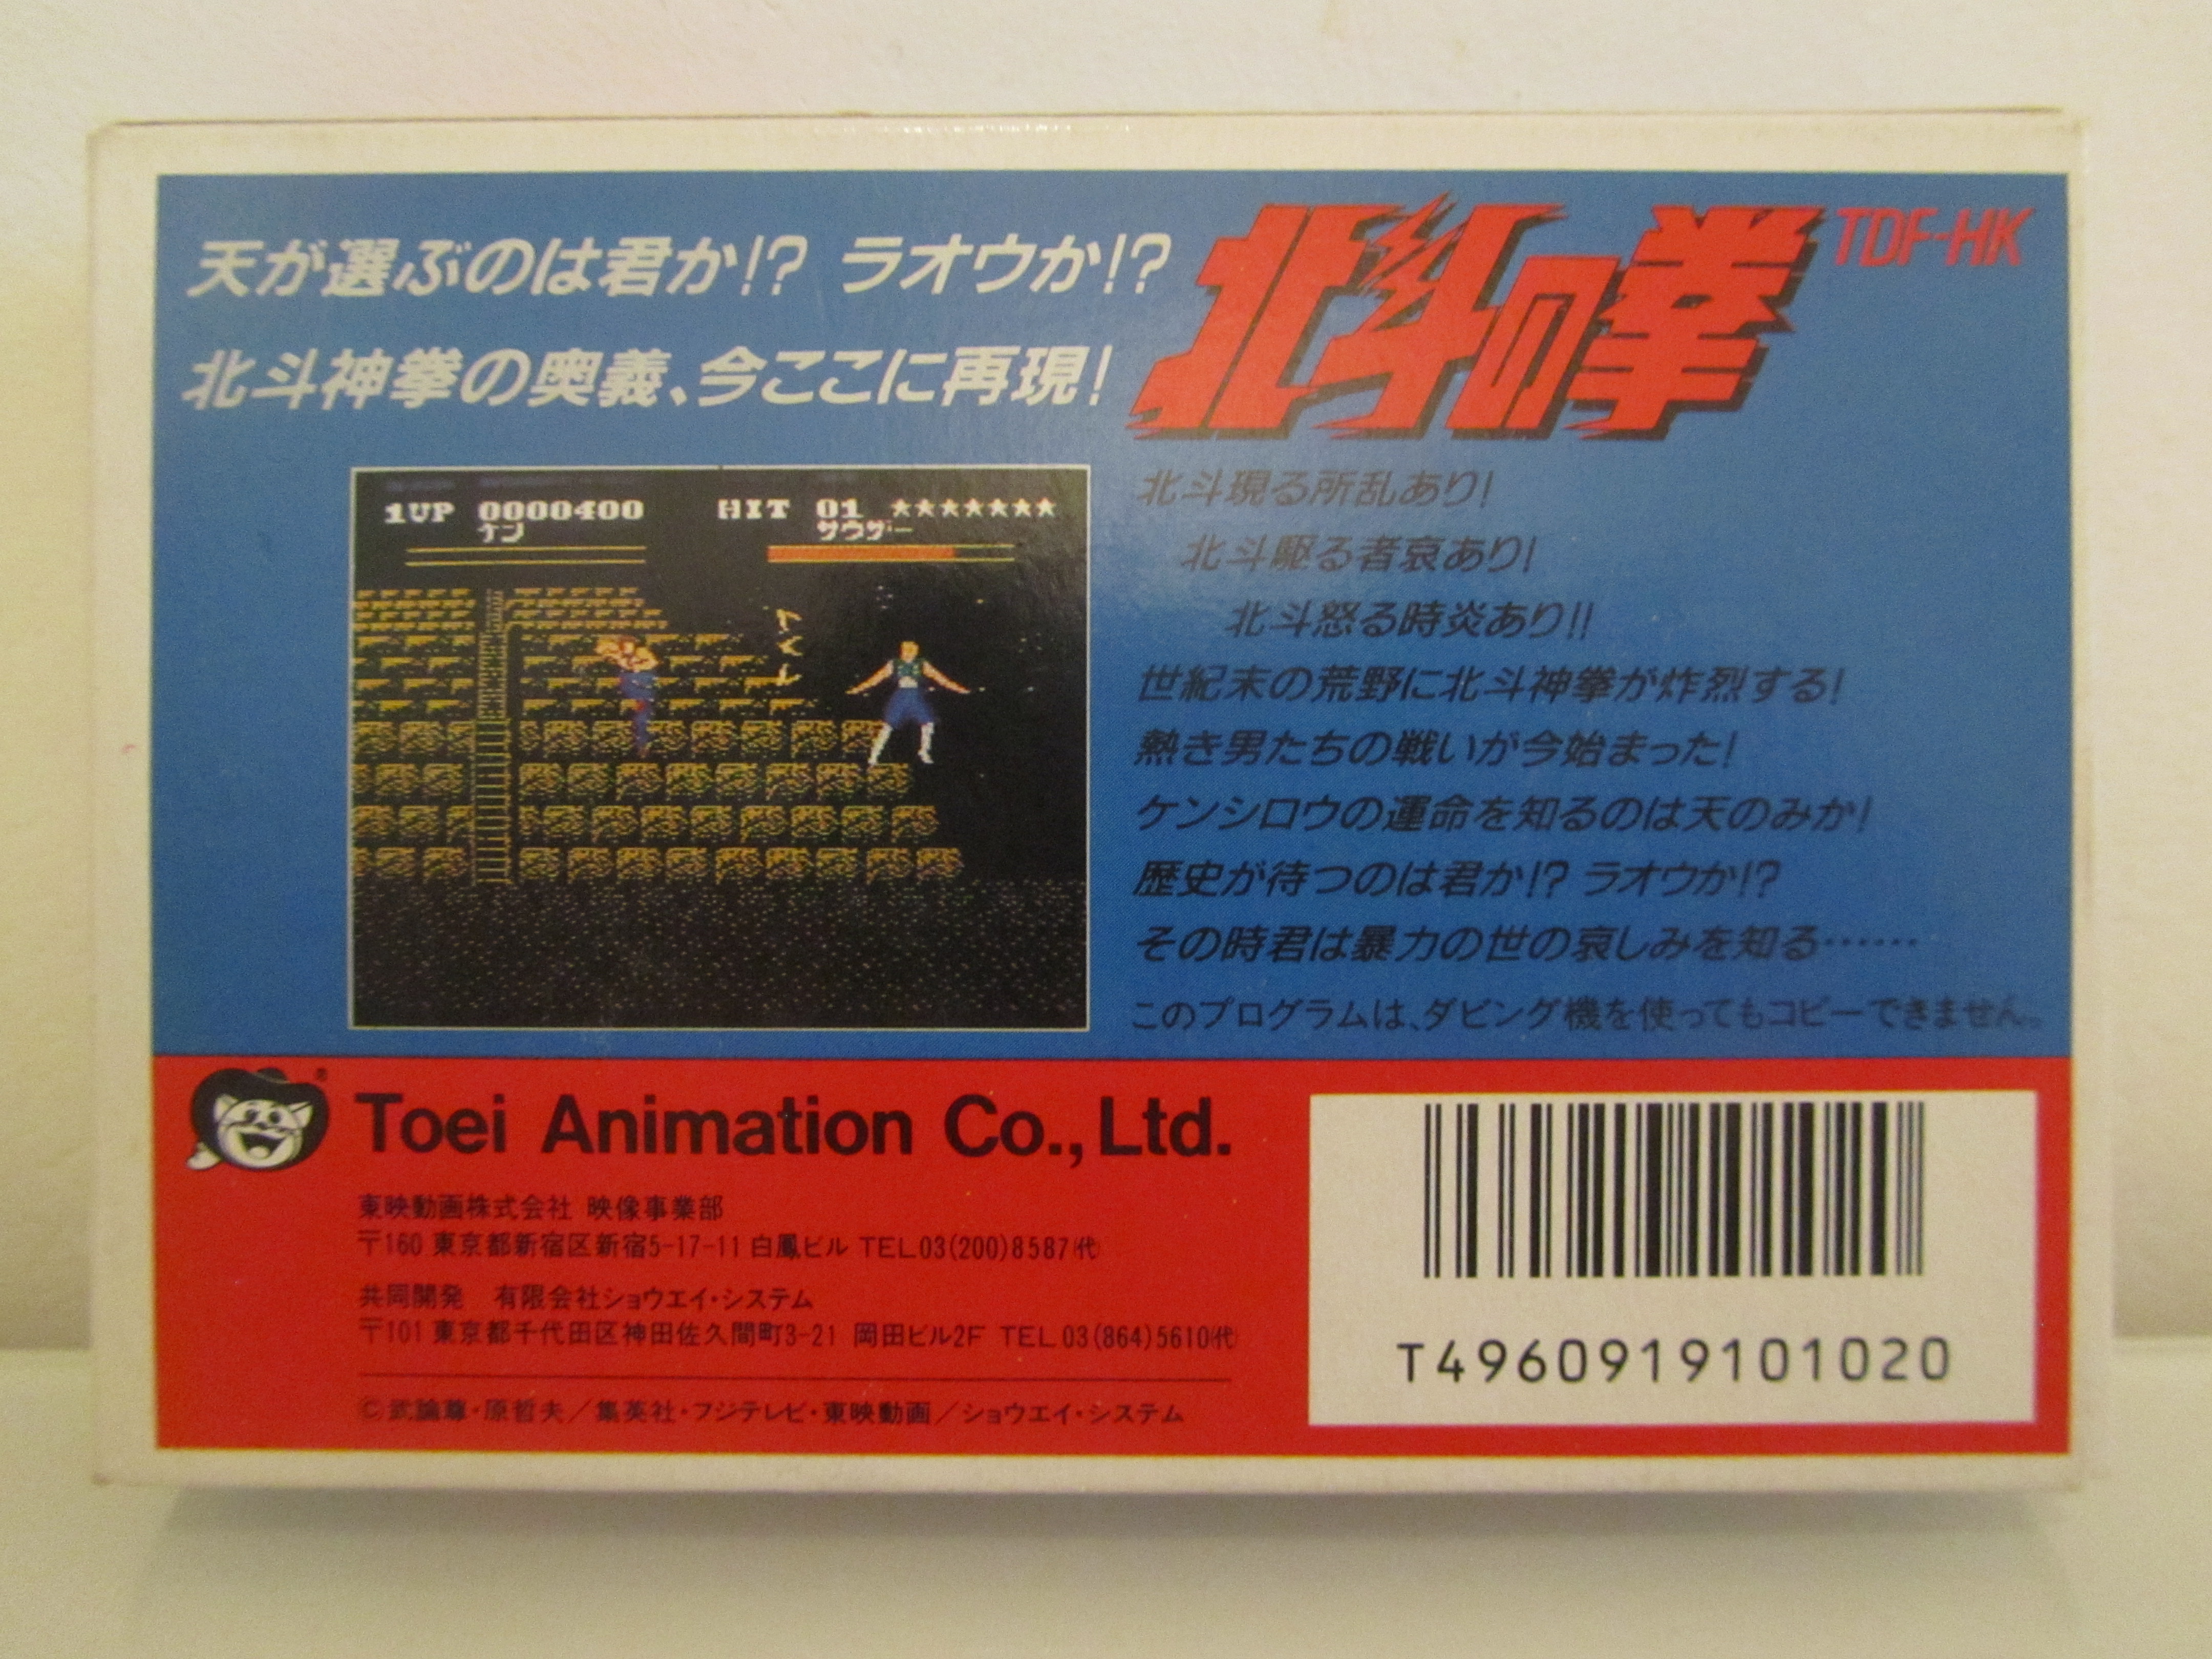 天が選ぶのは君か!? ラオウか!?
北斗神拳の奥義、今ここに再現!
北斗の拳
TDF-HK
1UP 0000400
HIT 01 ★★★★★★★
ケン
サウザー
北斗現る所乱あり!
北斗駆る者哀あり!
北斗怒る時炎あり!!
世紀末の荒野に北斗神拳が炸烈する!
熱き男たちの戦いが今始まった!
ケンシロウの運命を知るのは天のみか!
歴史が待つのは君か!? ラオウか!?
その時君は暴力の世の哀しみを知る……
このプログラムは、ダビング機を使ってもコピーできません。
®
Toei Animation Co., Ltd.
東映動画株式会社 映像事業部
〒160 東京都新宿区新宿5-17-11 白鳳ビル TEL 03(200)8587(代)
共同開発 有限会社ショウエイ・システム
〒101 東京都千代田区神田佐久間町3-21 岡田ビル2F TEL 03(864)5610(代)
©武論尊・原哲夫／集英社・フジテレビ・東映動画／ショウエイ・システム
T4960919101020